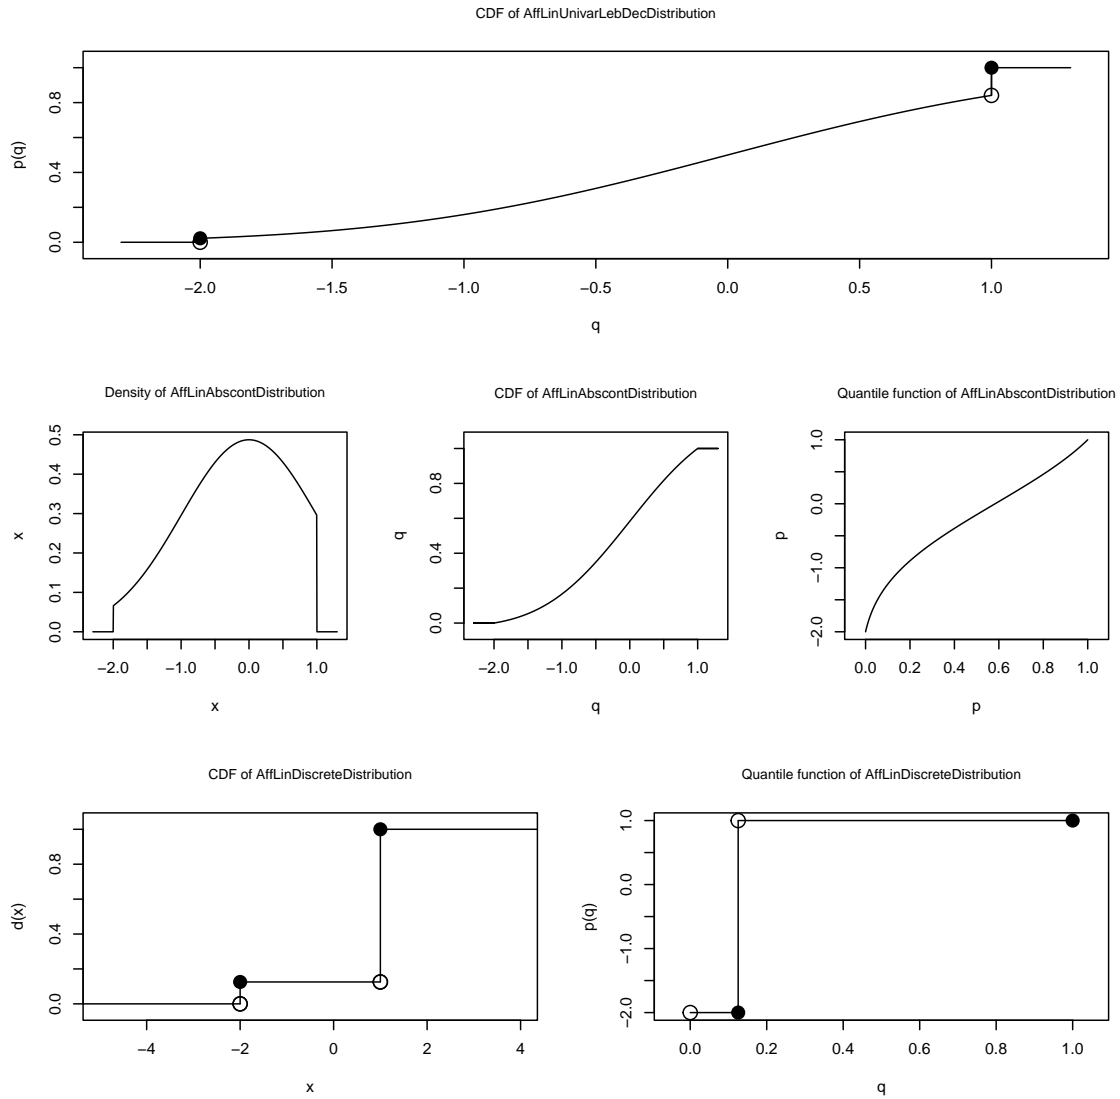 CDF of AffLinUnivarLebDecDistribution
p(q)
0.0 0.4 0.8
−2.0 −1.5 −1.0 −0.5 0.0 0.5 1.0
q
Density of AffLinAbscontDistribution
x
0.0 0.1 0.2 0.3 0.4 0.5
−2.0 −1.0 0.0 1.0
x
CDF of AffLinAbscontDistribution
q
0.0 0.4 0.8
−2.0 −1.0 0.0 1.0
q
Quantile function of AffLinAbscontDistribution
p
−2.0 −1.0 0.0 1.0
0.0 0.2 0.4 0.6 0.8 1.0
p
CDF of AffLinDiscreteDistribution
d(x)
0.0 0.4 0.8
−4 −2 0 2 4
x
Quantile function of AffLinDiscreteDistribution
p(q)
−2.0 −1.0 0.0 1.0
0.0 0.2 0.4 0.6 0.8 1.0
q